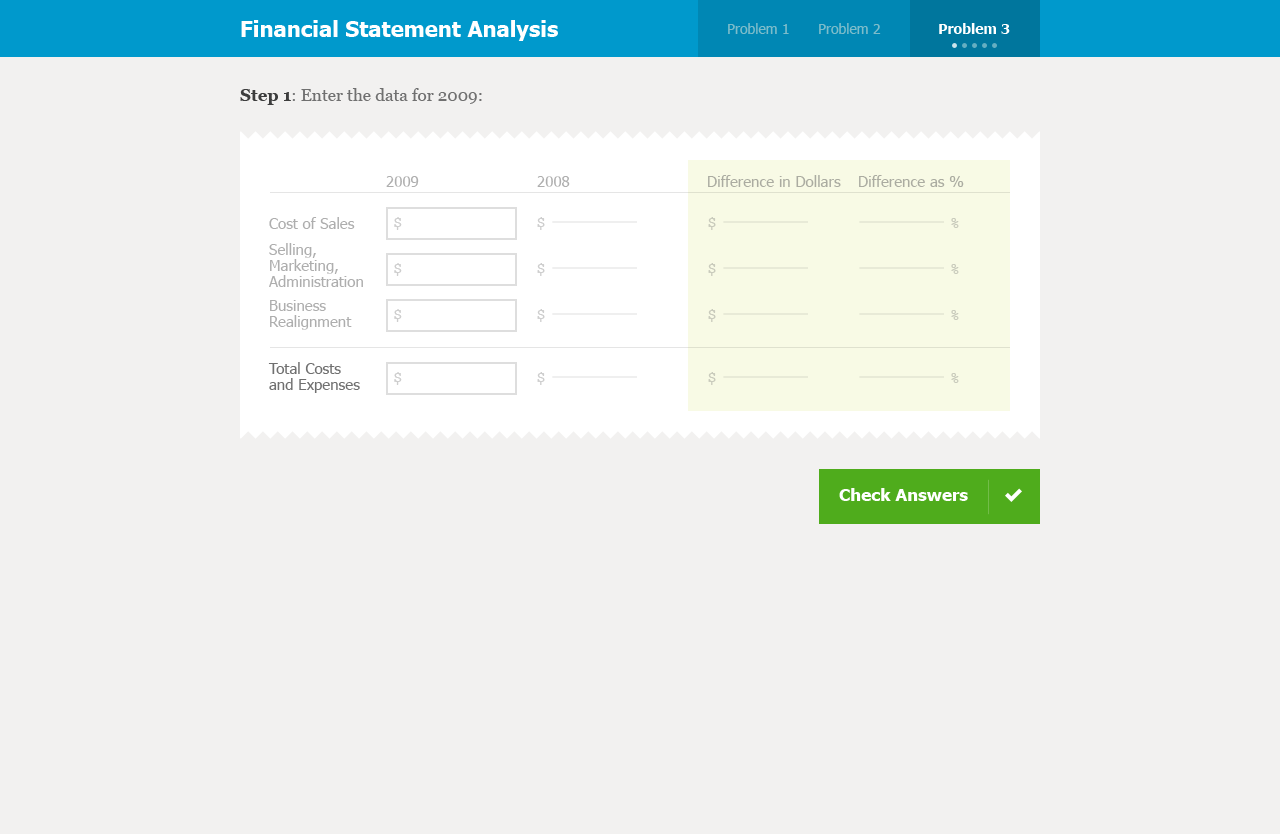 Financial Statement Analysis
Problem 1 Problem 2 Problem 3
Step 1: Enter the data for 2009:
2009 2008 Difference in Dollars Difference as %
Cost of Sales $ $ $ %
Selling,
Marketing,
Administration
$ $ $ %
Business
Realignment
$ $ $ %
Total Costs
and Expenses
$ $ $ %
Check Answers